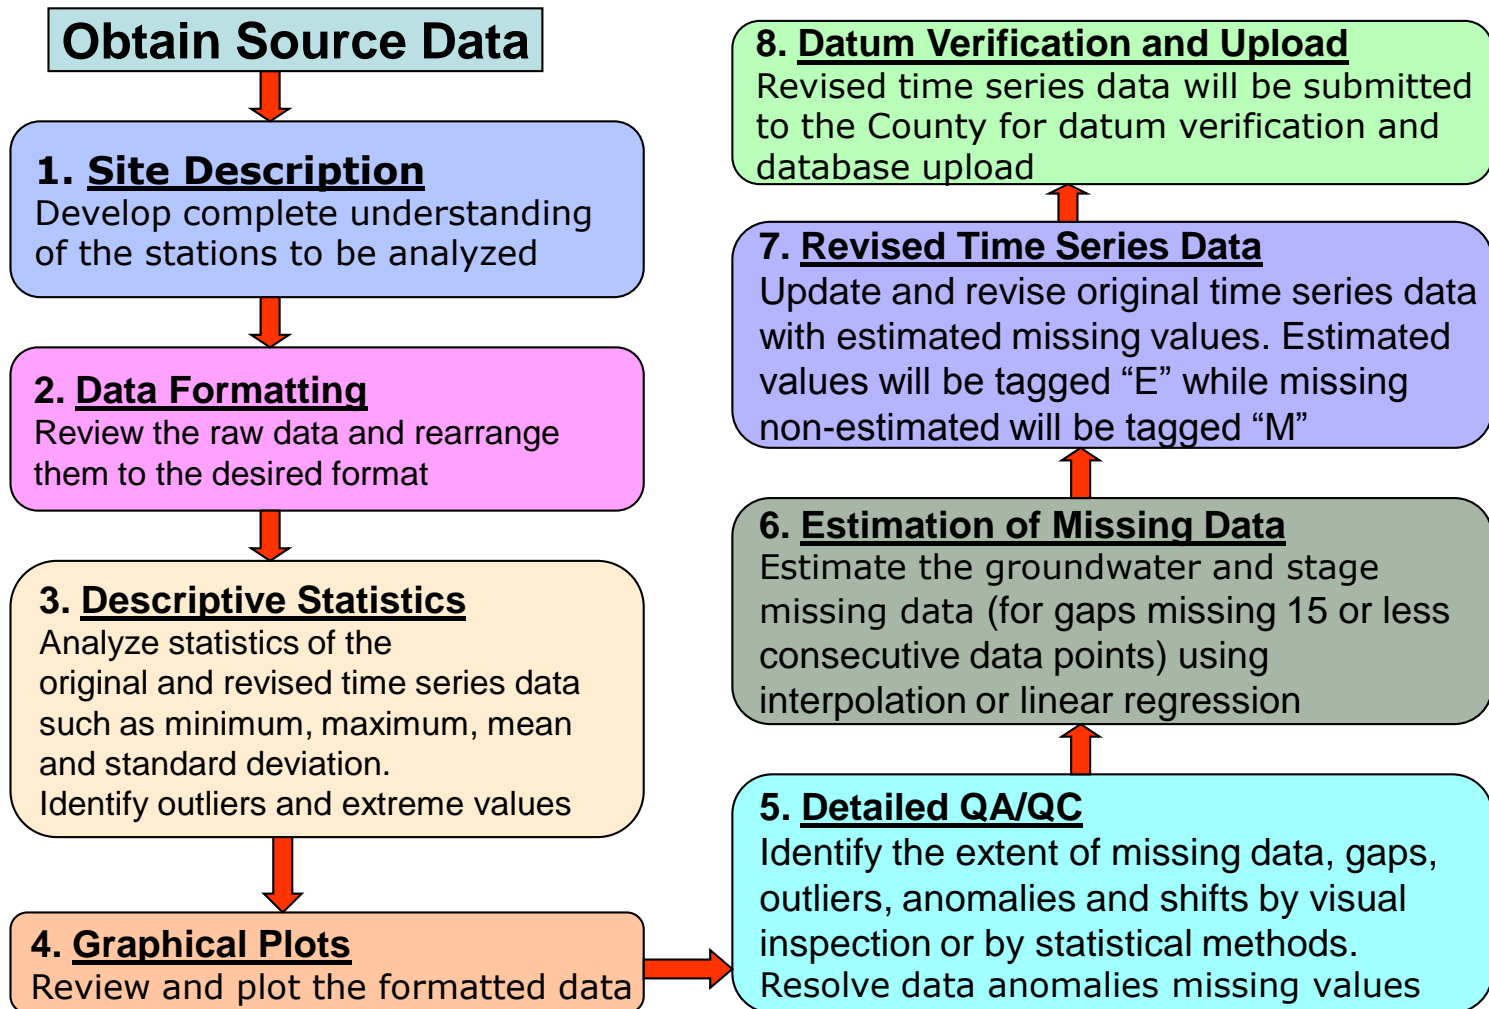 Obtain Source Data
1. Site Description
Develop complete understanding
of the stations to be analyzed
2. Data Formatting
Review the raw data and rearrange
them to the desired format
3. Descriptive Statistics
Analyze statistics of the
original and revised time series data
such as minimum, maximum, mean
and standard deviation.
Identify outliers and extreme values
4. Graphical Plots
Review and plot the formatted data
5. Detailed QA/QC
Identify the extent of missing data, gaps,
outliers, anomalies and shifts by visual
inspection or by statistical methods.
Resolve data anomalies missing values
6. Estimation of Missing Data
Estimate the groundwater and stage
missing data (for gaps missing 15 or less
consecutive data points) using
interpolation or linear regression
7. Revised Time Series Data
Update and revise original time series data
with estimated missing values. Estimated
values will be tagged “E” while missing
non-estimated will be tagged “M”
8. Datum Verification and Upload
Revised time series data will be submitted
to the County for datum verification and
database upload